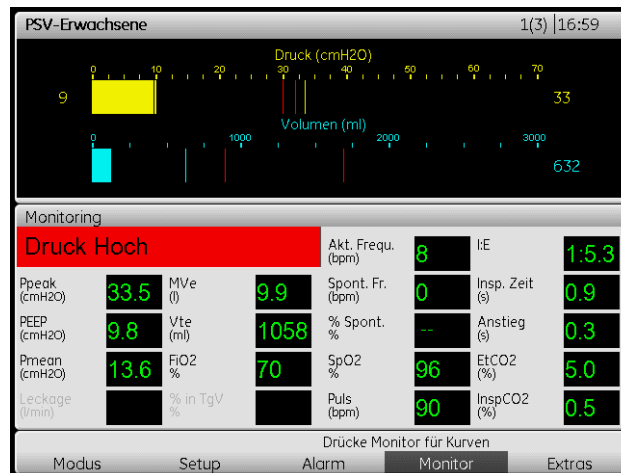 PSV-Erwachsene 1(3) 16:59
Druck (cmH2O)
0 10 20 30 40 50 60 70
9 33
Volumen (ml)
0 1000 2000 3000
632
Monitoring
Druck Hoch Akt. Frequ. (bpm) 8 I:E 1:5.3
Ppeak (cmH2O) 33.5 MVe (l) 9.9 Spont. Fr. (bpm) 0 Insp. Zeit (s) 0.9
PEEP (cmH2O) 9.8 Vte (ml) 1058 % Spont. % -- Anstieg (s) 0.3
Pmean (cmH2O) 13.6 FiO2 % 70 SpO2 % 96 EtCO2 (%) 5.0
Leckage (l/min) % in TgV % Puls (bpm) 90 InspCO2 (%) 0.5
Drücke Monitor für Kurven
Modus Setup Alarm Monitor Extras